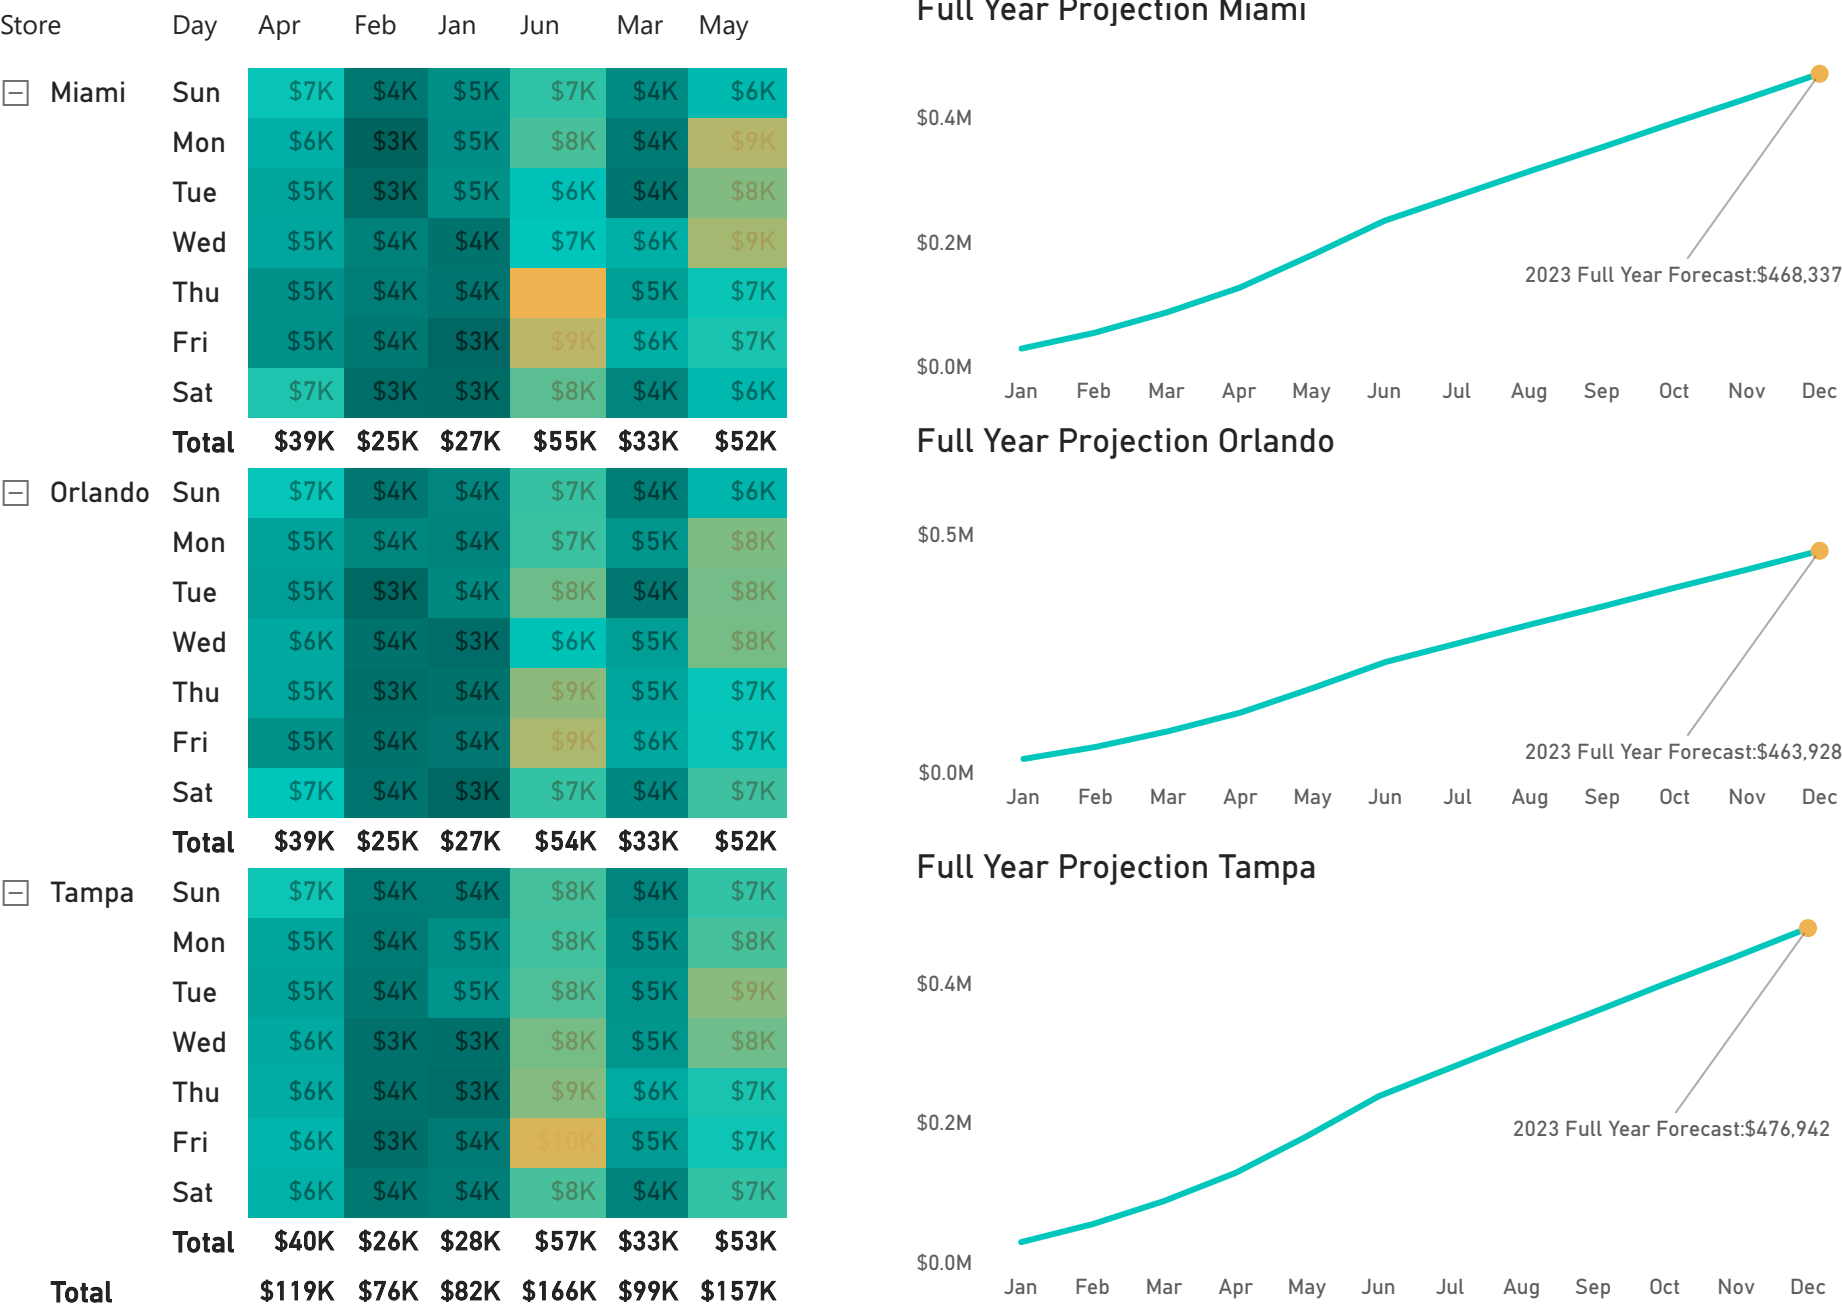 Store Day Apr Feb Jan Jun Mar May
Miami Sun $7K $4K $5K $7K $4K $6K
Mon $6K $3K $5K $8K $4K $9K
Tue $5K $3K $5K $6K $4K $8K
Wed $5K $4K $4K $7K $6K $9K
Thu $5K $4K $4K $5K $7K
Fri $5K $4K $3K $9K $6K $7K
Sat $7K $3K $3K $8K $4K $6K
Total $39K $25K $27K $55K $33K $52K
Orlando Sun $7K $4K $4K $7K $4K $6K
Mon $5K $4K $4K $7K $5K $8K
Tue $5K $3K $4K $8K $4K $8K
Wed $6K $4K $3K $6K $5K $8K
Thu $5K $3K $4K $9K $5K $7K
Fri $5K $4K $4K $9K $6K $7K
Sat $7K $4K $3K $7K $4K $7K
Total $39K $25K $27K $54K $33K $52K
Tampa Sun $7K $4K $4K $8K $4K $7K
Mon $5K $4K $5K $8K $5K $8K
Tue $5K $4K $5K $8K $5K $9K
Wed $6K $3K $3K $8K $5K $8K
Thu $6K $4K $3K $9K $6K $7K
Fri $6K $3K $4K $10K $5K $7K
Sat $6K $4K $4K $8K $4K $7K
Total $40K $26K $28K $57K $33K $53K
Total $119K $76K $82K $166K $99K $157K
Full Year Projection Miami
$0.4M
$0.2M
2023 Full Year Forecast:$468,337
$0.0M
Jan Feb Mar Apr May Jun Jul Aug Sep Oct Nov Dec
Full Year Projection Orlando
$0.5M
2023 Full Year Forecast:$463,928
$0.0M
Jan Feb Mar Apr May Jun Jul Aug Sep Oct Nov Dec
Full Year Projection Tampa
$0.4M
$0.2M
2023 Full Year Forecast:$476,942
$0.0M
Jan Feb Mar Apr May Jun Jul Aug Sep Oct Nov Dec